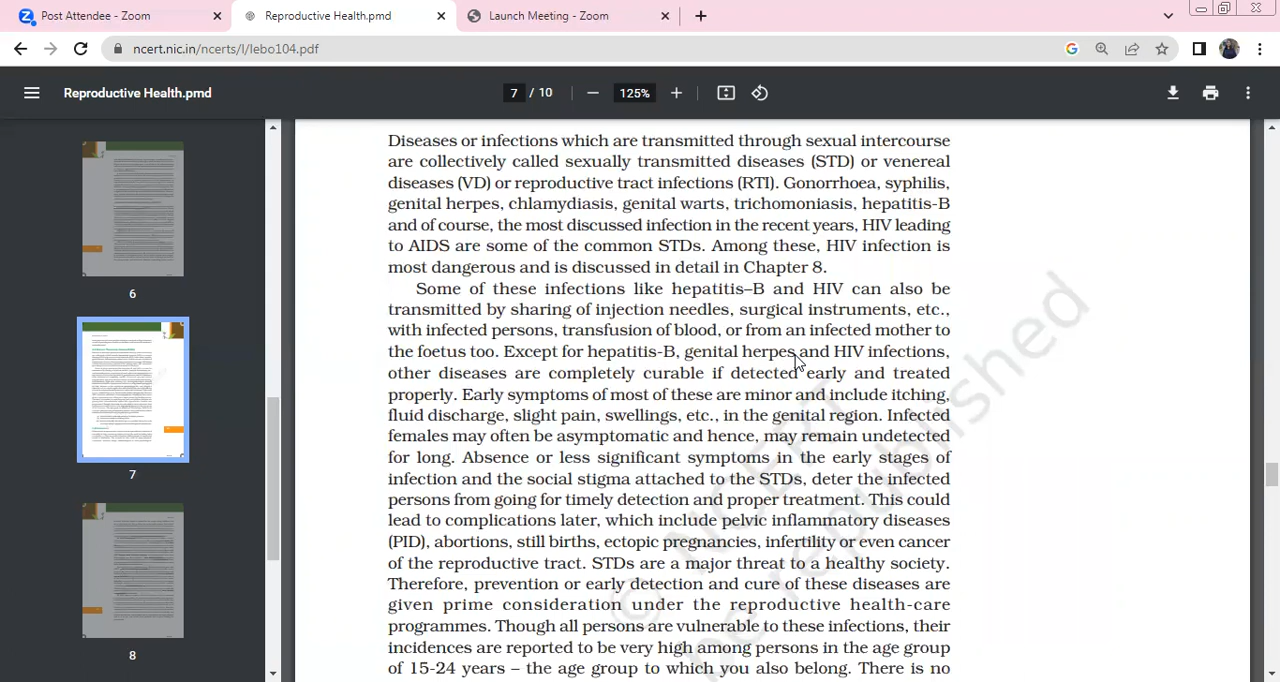 Post Attendee - Zoom
Reproductive Health.pmd
Launch Meeting - Zoom
ncert.nic.in/ncerts/l/lebo104.pdf
Reproductive Health.pmd
7 / 10
125%
6
7
8
Diseases or infections which are transmitted through sexual intercourse
are collectively called sexually transmitted diseases (STD) or venereal
diseases (VD) or reproductive tract infections (RTI). Gonorrhoea, syphilis,
genital herpes, chlamydiasis, genital warts, trichomoniasis, hepatitis-B
and of course, the most discussed infection in the recent years, HIV leading
to AIDS are some of the common STDs. Among these, HIV infection is
most dangerous and is discussed in detail in Chapter 8.
Some of these infections like hepatitis–B and HIV can also be
transmitted by sharing of injection needles, surgical instruments, etc.,
with infected persons, transfusion of blood, or from an infected mother to
the foetus too. Except for hepatitis-B, genital herpes and HIV infections,
other diseases are completely curable if detected early and treated
properly. Early symptoms of most of these are minor and include itching,
fluid discharge, slight pain, swellings, etc., in the genital region. Infected
females may often be asymptomatic and hence, may remain undetected
for long. Absence or less significant symptoms in the early stages of
infection and the social stigma attached to the STDs, deter the infected
persons from going for timely detection and proper treatment. This could
lead to complications later, which include pelvic inflammatory diseases
(PID), abortions, still births, ectopic pregnancies, infertility or even cancer
of the reproductive tract. STDs are a major threat to a healthy society.
Therefore, prevention or early detection and cure of these diseases are
given prime consideration under the reproductive health-care
programmes. Though all persons are vulnerable to these infections, their
incidences are reported to be very high among persons in the age group
of 15-24 years – the age group to which you also belong. There is no